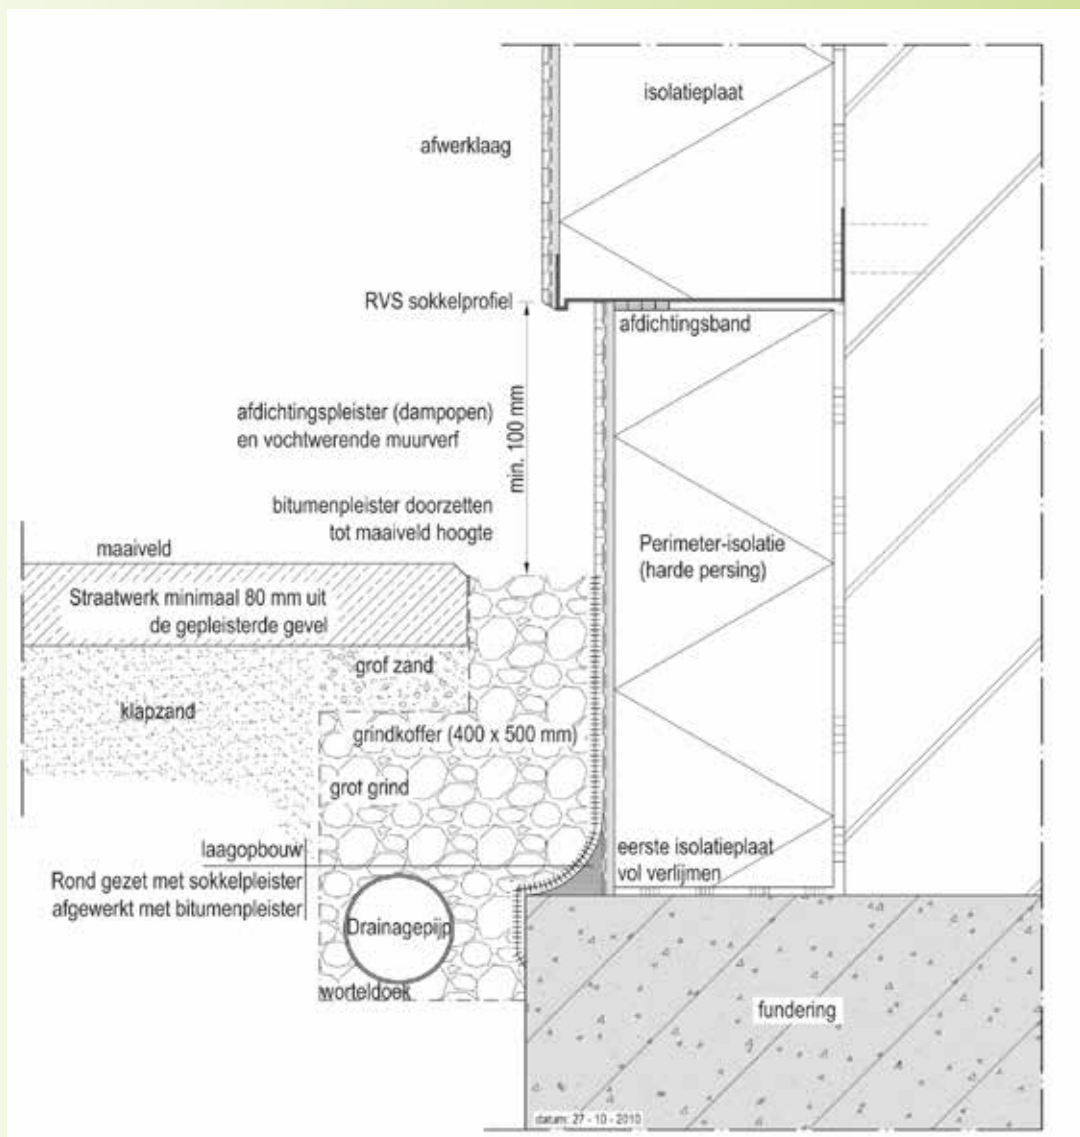 isolatieplaat
afwerklaag
RVS sokkelprofiel
afdichtingsband
afdichtingspleister (dampopen)
en vochtwerende muurverf
min. 100 mm
bitumenpleister doorzetten
tot maaiveld hoogte
maaiveld
Perimeter-isolatie
(harde persing)
Straatwerk minimaal 80 mm uit
de gepleisterde gevel
grof zand
klapzand
grindkoffer (400 x 500 mm)
grot grind
laagopbouw
eerste isolatieplaat
vol verlijmen
Rond gezet met sokkelpleister
afgewerkt met bitumenpleister
Drainagepijp
worteldoek
fundering
datum: 27 - 10 - 2010